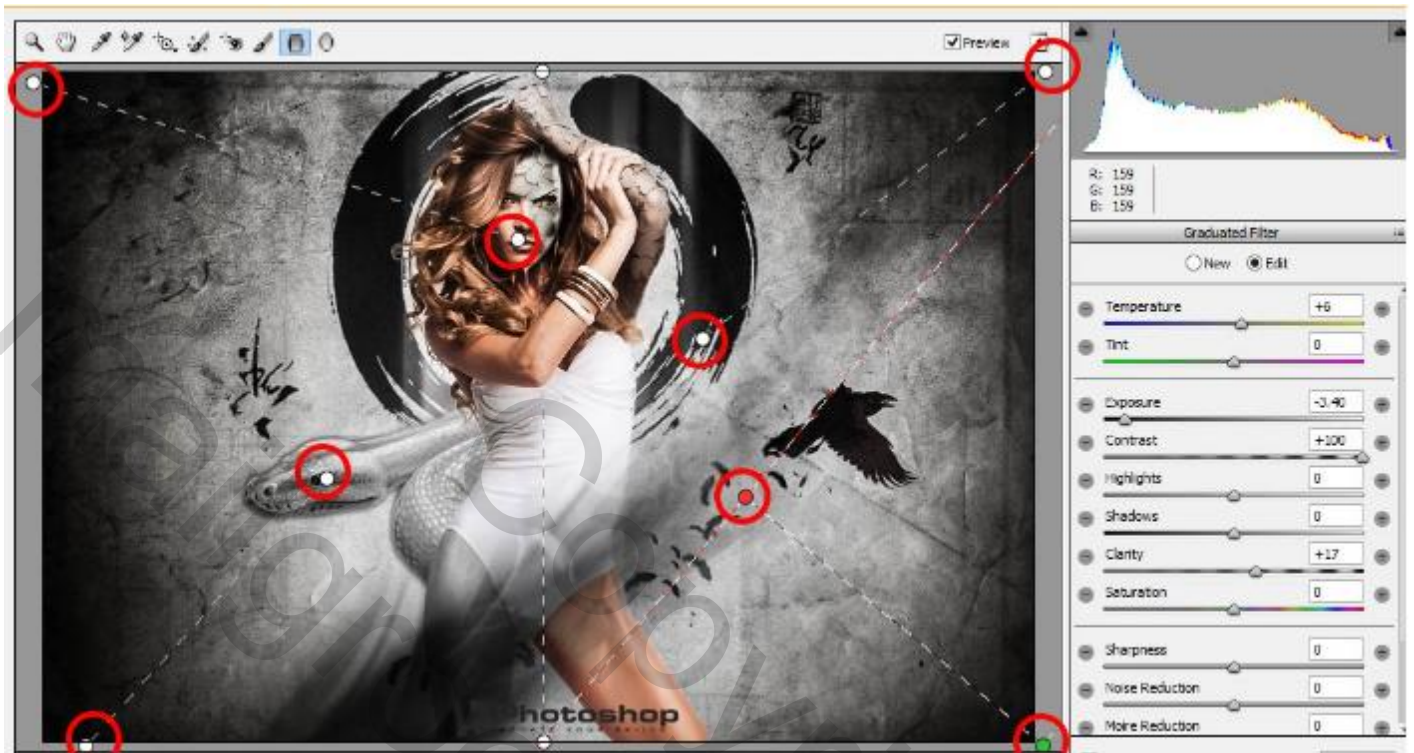 Preview
R: 159
G: 159
B: 159
Graduated Filter
New Edit
Temperature +6
Tint 0
Exposure -3.40
Contrast +100
Highlights 0
Shadows 0
Clarity +17
Saturation 0
Sharpness 0
Noise Reduction 0
Moire Reduction 0
Photoshop